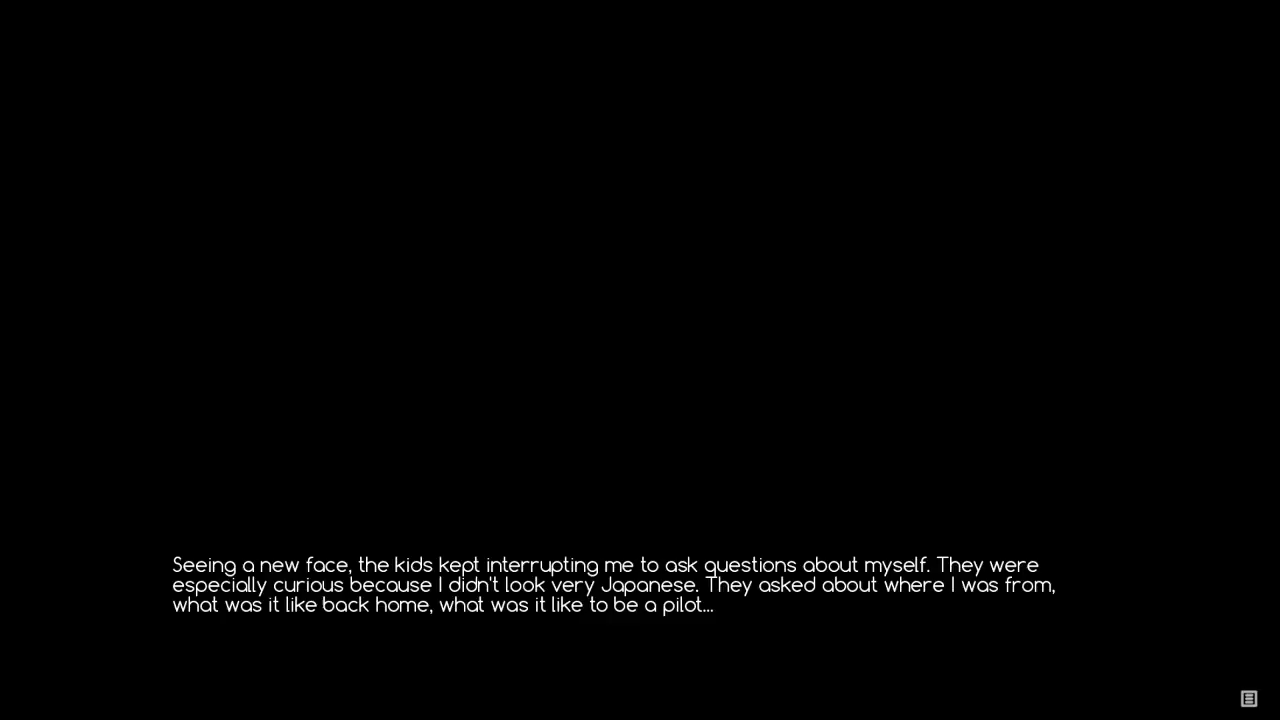 Seeing a new face, the kids kept interrupting me to ask questions about myself. They were
especially curious because I didn't look very Japanese. They asked about where I was from,
what was it like back home, what was it like to be a pilot...